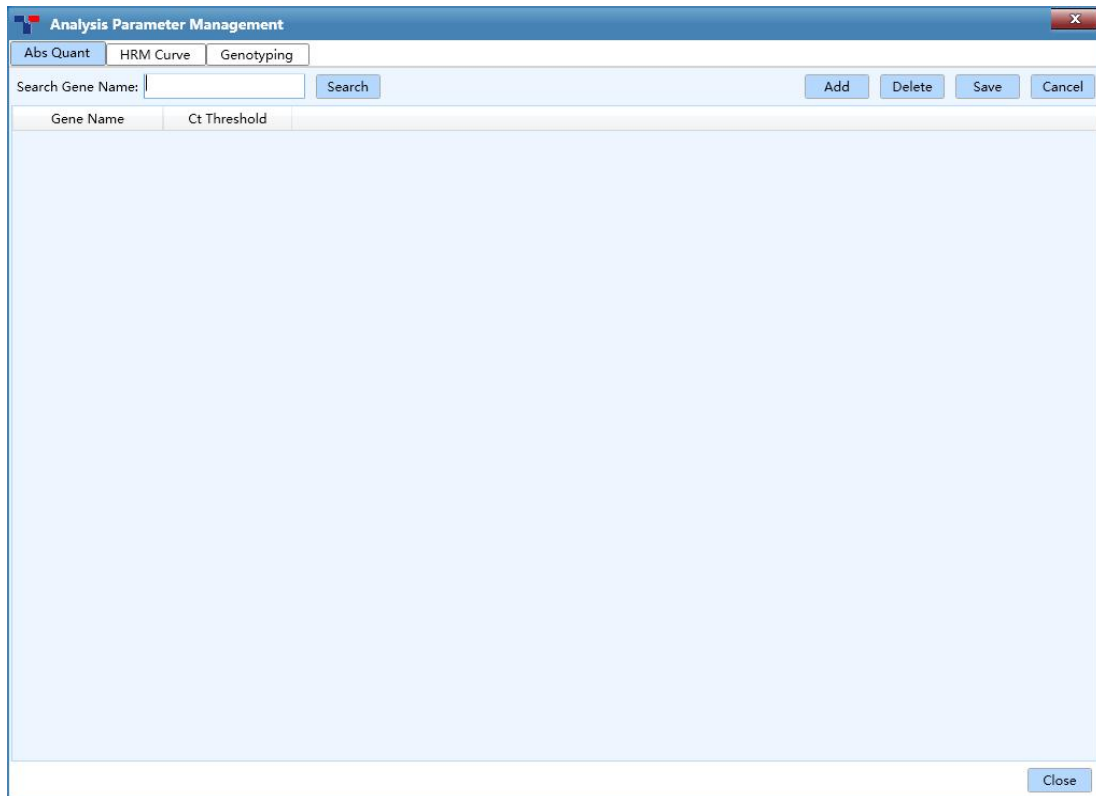 Analysis Parameter Management X
Abs Quant HRM Curve Genotyping
Search Gene Name: Search Add Delete Save Cancel
Gene Name Ct Threshold
Close